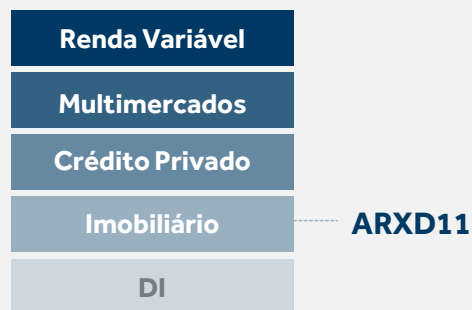 Renda Variável
Multimercados
Crédito Privado
Imobiliário
ARXD11
DI